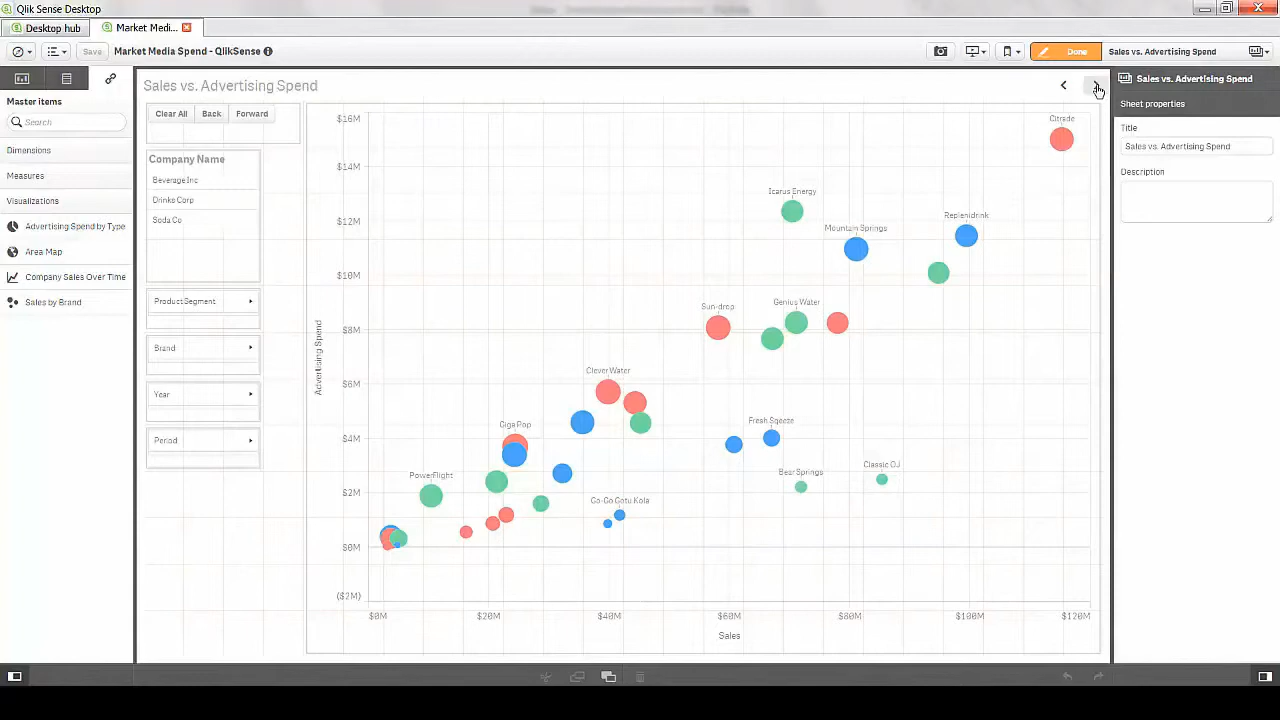 Qlik Sense Desktop
Desktop hub
Market Medi...
Save
Market Media Spend - QlikSense
Done
Sales vs. Advertising Spend
Master items
Search
Dimensions
Measures
Visualizations
Advertising Spend by Type
Area Map
Company Sales Over Time
Sales by Brand
Sales vs. Advertising Spend
Clear All
Back
Forward
Company Name
Beverage Inc
Drinks Corp
Soda Co
Product Segment
Brand
Year
Period
Advertising Spend
$16M
$14M
$12M
$10M
$8M
$6M
$4M
$2M
$0M
($2M)
Citrade
Icarus Energy
Replenidrink
Mountain Springs
Sun-drop
Genius Water
Clever Water
Giga Pop
Fresh Sqeeze
PowerFlight
Bear Springs
Classic OJ
Go-Go Gotu Kola
$0M
$20M
$40M
$60M
$80M
$100M
$120M
Sales
Sales vs. Advertising Spend
Sheet properties
Title
Sales vs. Advertising Spend
Description